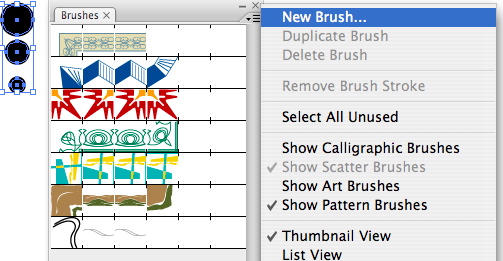 Brushes ×
New Brush...
Duplicate Brush
Delete Brush
Remove Brush Stroke
Select All Unused
Show Calligraphic Brushes
✓ Show Scatter Brushes
Show Art Brushes
✓ Show Pattern Brushes
✓ Thumbnail View
List View